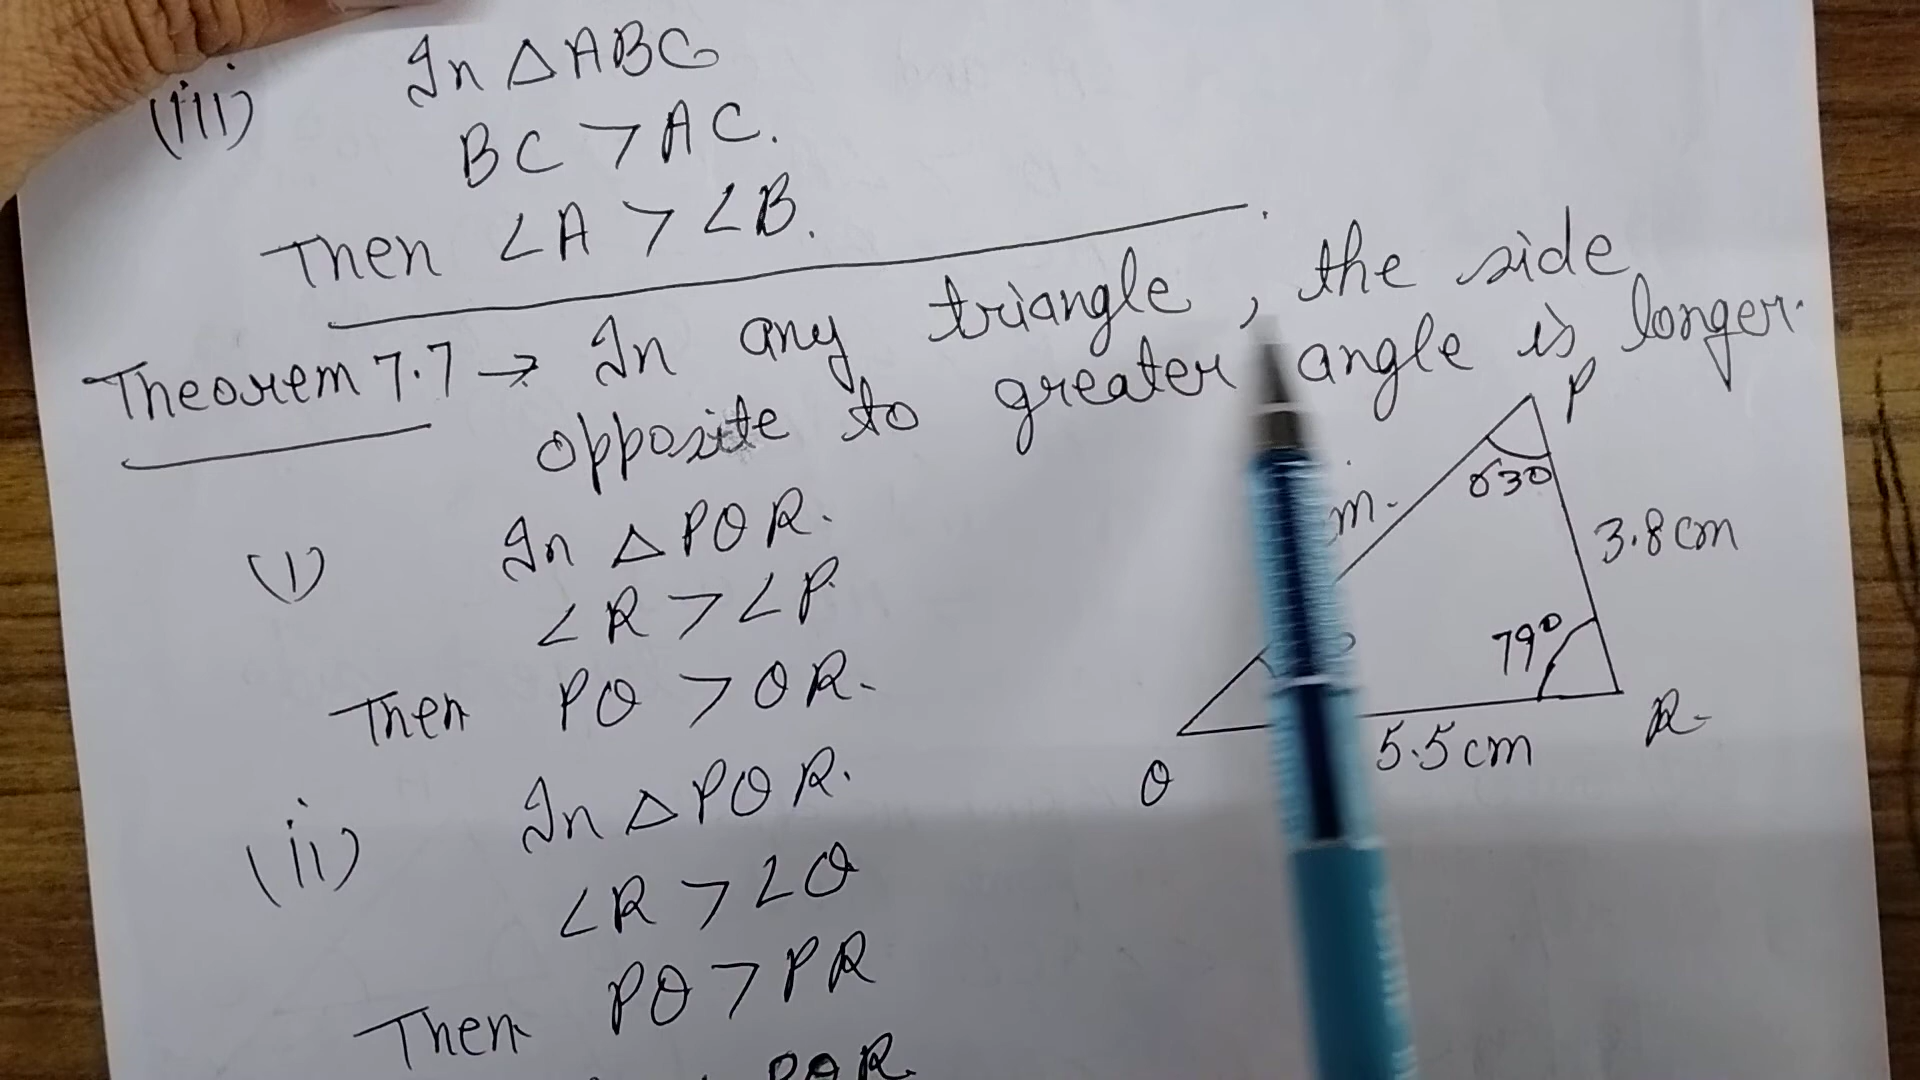 (iii) In △ABC
BC > AC.
Then ∠A > ∠B.
Theorem 7.7 → In any triangle, the side
opposite to greater angle is longer.
P
63°
m.
3.8 cm
79°
R
5.5 cm
Q
(i) In △PQR.
∠R > ∠P.
Then PQ > QR.
(ii) In △PQR.
∠R > ∠Q
Then PQ > PR
PQR.